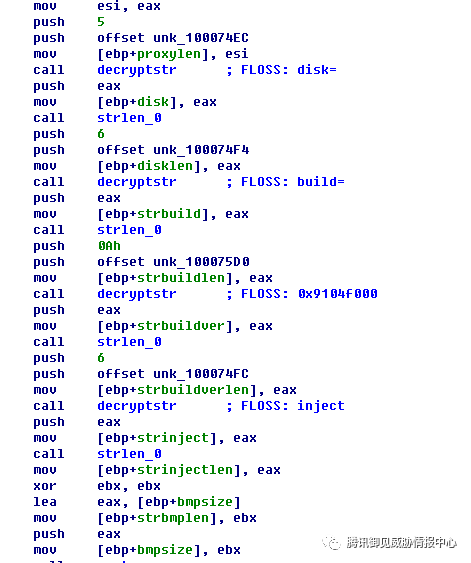 mov esi, eax
push 5
push offset unk_100074EC
mov [ebp+proxylen], esi
call decryptstr ; FLOSS: disk=
push eax
mov [ebp+disk], eax
call strlen_0
push 6
push offset unk_100074F4
mov [ebp+disklen], eax
call decryptstr ; FLOSS: build=
push eax
mov [ebp+strbuild], eax
call strlen_0
push 0Ah
push offset unk_100075D0
mov [ebp+strbuildlen], eax
call decryptstr ; FLOSS: 0x9104f000
push eax
mov [ebp+strbuildver], eax
call strlen_0
push 6
push offset unk_100074FC
mov [ebp+strbuildverlen], eax
call decryptstr ; FLOSS: inject
push eax
mov [ebp+strinject], eax
call strlen_0
mov [ebp+strinjectlen], eax
xor ebx, ebx
lea eax, [ebp+bmpsize]
mov [ebp+strbmplen], ebx
push eax
mov [ebp+bmpsize], ebx
腾讯御见威胁情报中心